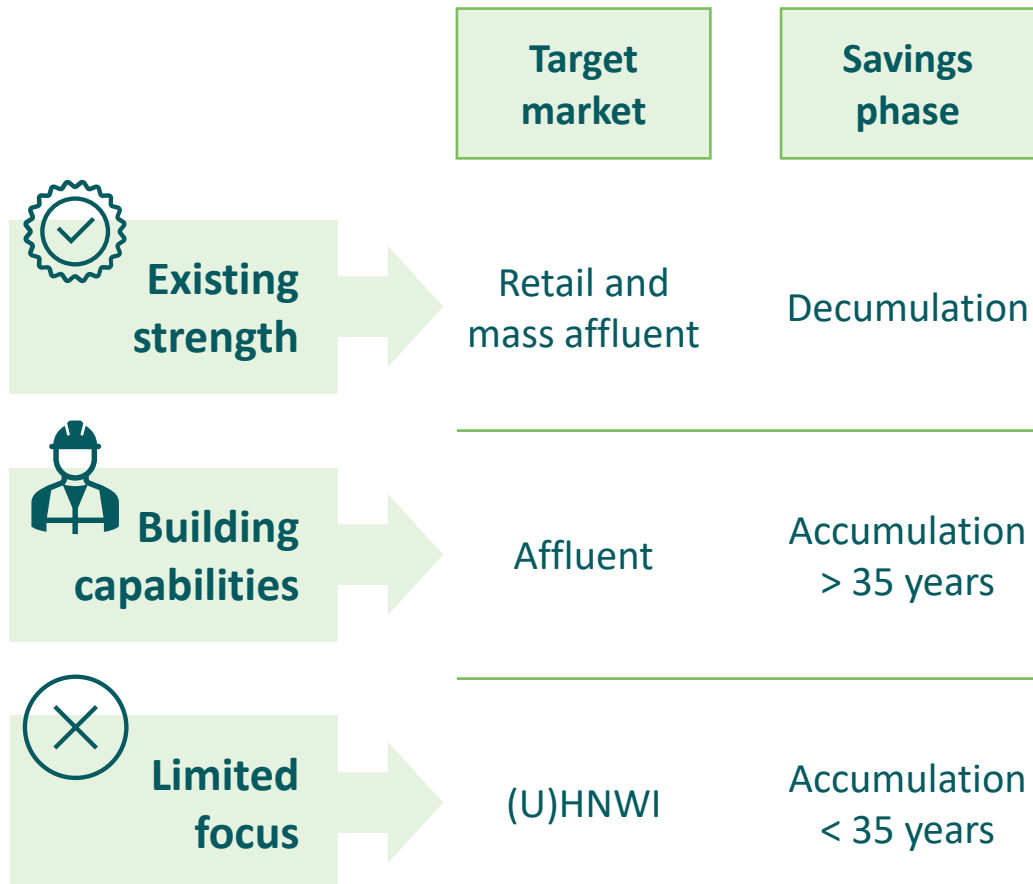 Target
market
Savings
phase
Existing
strength
Retail and
mass affluent
Decumulation
Building
capabilities
Affluent
Accumulation
> 35 years
Limited
focus
(U)HNWI
Accumulation
< 35 years